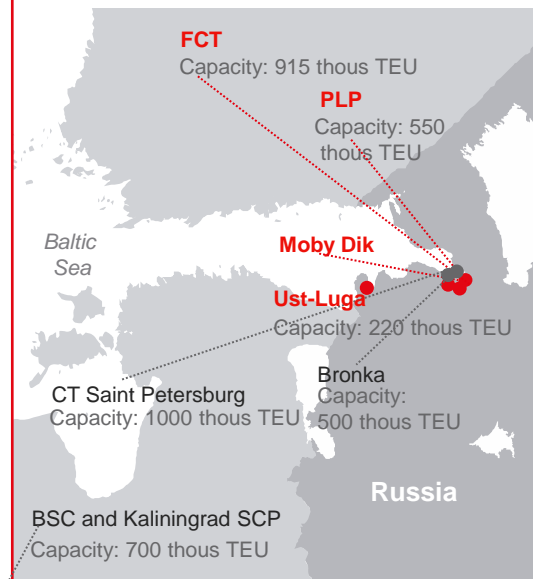 FCT
Capacity: 915 thous TEU
PLP
Capacity: 550
thous TEU
Baltic
Sea
Moby Dik
Ust-Luga
Capacity: 220 thous TEU
CT Saint Petersburg
Capacity: 1000 thous TEU
Bronka
Capacity:
500 thous TEU
Russia
BSC and Kaliningrad SCP
Capacity: 700 thous TEU